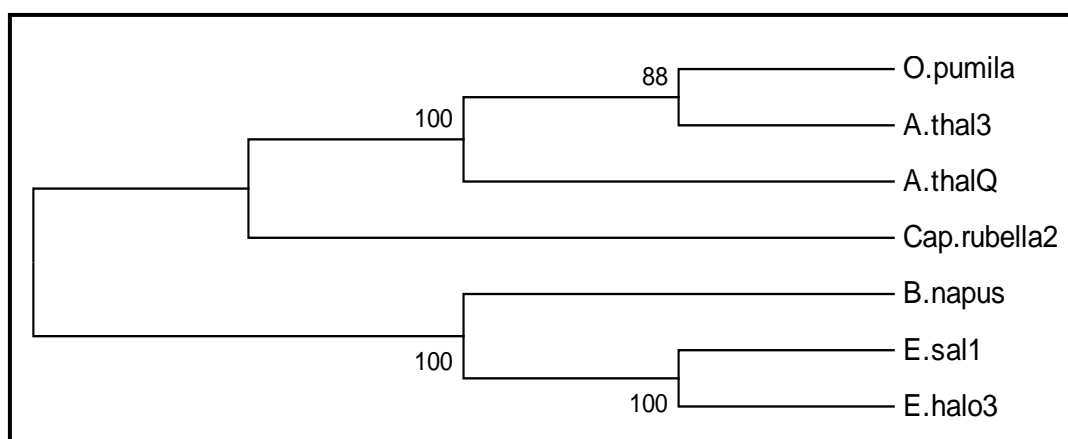 O.pumila
88
A.thal3
100
A.thalQ
Cap.rubella2
B.napus
100
E.sal1
100
E.halo3